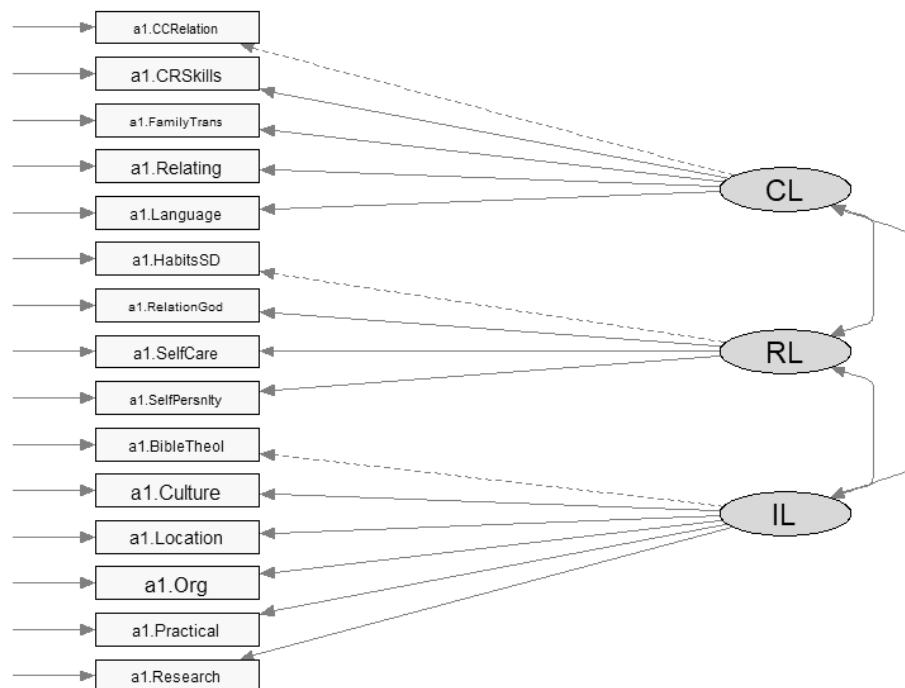 a1.CCRelation
a1.CRSkills
a1.FamilyTrans
a1.Relating
a1.Language
a1.HabitsSD
a1.RelationGod
a1.SelfCare
a1.SelfPersnlty
a1.BibleTheol
a1.Culture
a1.Location
a1.Org
a1.Practical
a1.Research
CL
RL
IL